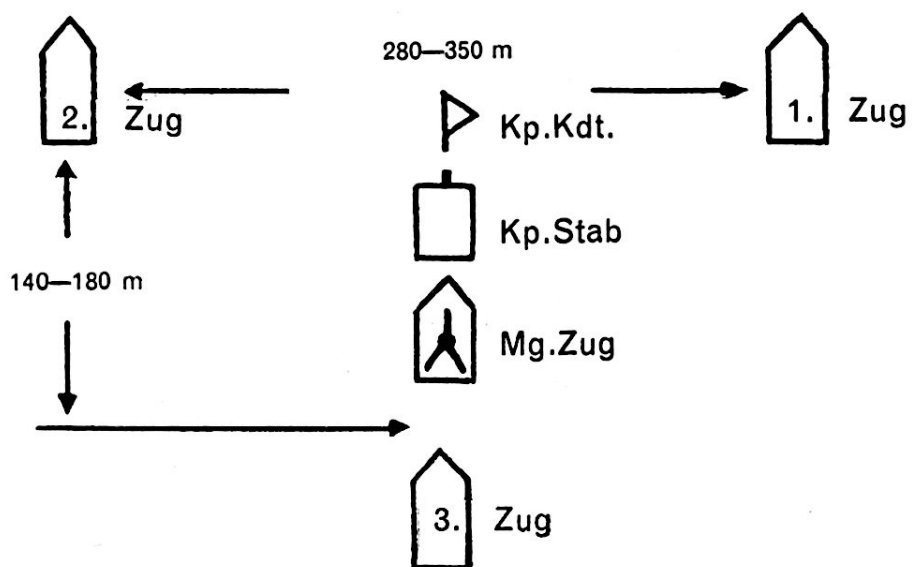 280—350 m
2. Zug
1. Zug
Kp.Kdt.
Kp.Stab
140—180 m
Mg.Zug
3. Zug